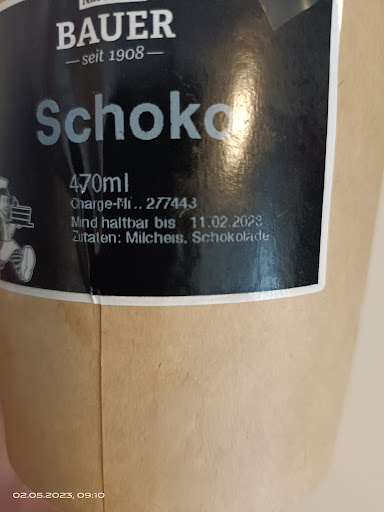 BAUER
— seit 1908 —
Schoko
470ml
Charge-Nr.: 277443
Mind haltbar bis 11.02.2023
Zutaten: Milcheis, Schokolade
02.05.2023, 09:10